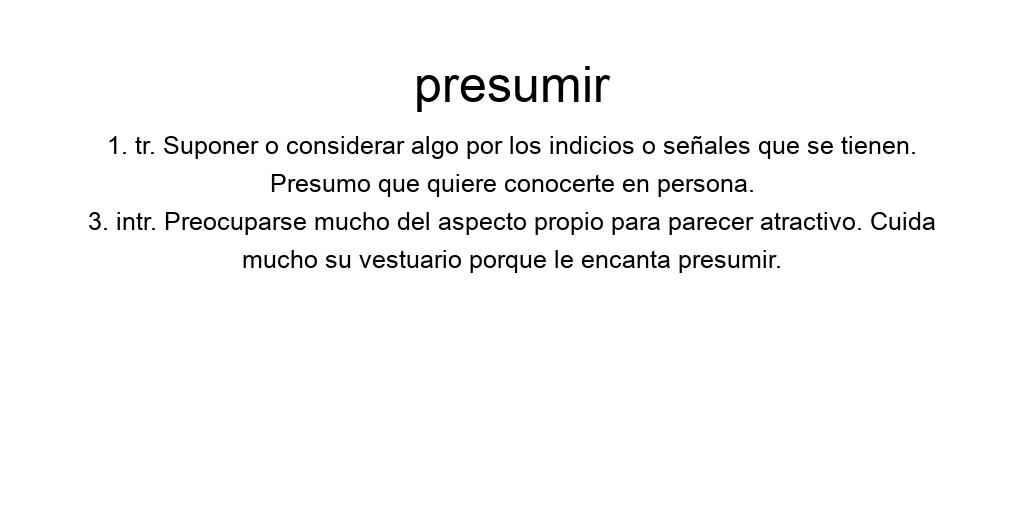 presumir
1. tr. Suponer o considerar algo por los indicios o señales que se tienen.
Presumo que quiere conocerte en persona.
3. intr. Preocuparse mucho del aspecto propio para parecer atractivo. Cuida
mucho su vestuario porque le encanta presumir.